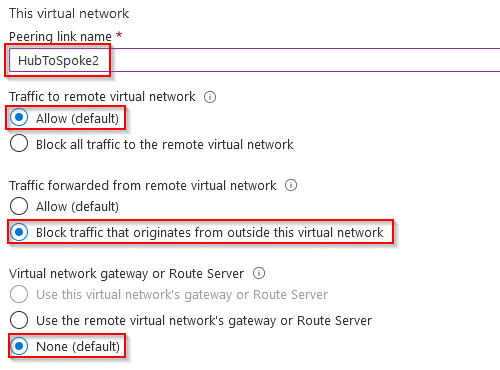 This virtual network
Peering link name *
HubToSpoke2
Traffic to remote virtual network
Allow (default)
Block all traffic to the remote virtual network
Traffic forwarded from remote virtual network
Allow (default)
Block traffic that originates from outside this virtual network
Virtual network gateway or Route Server
Use this virtual network's gateway or Route Server
Use the remote virtual network's gateway or Route Server
None (default)